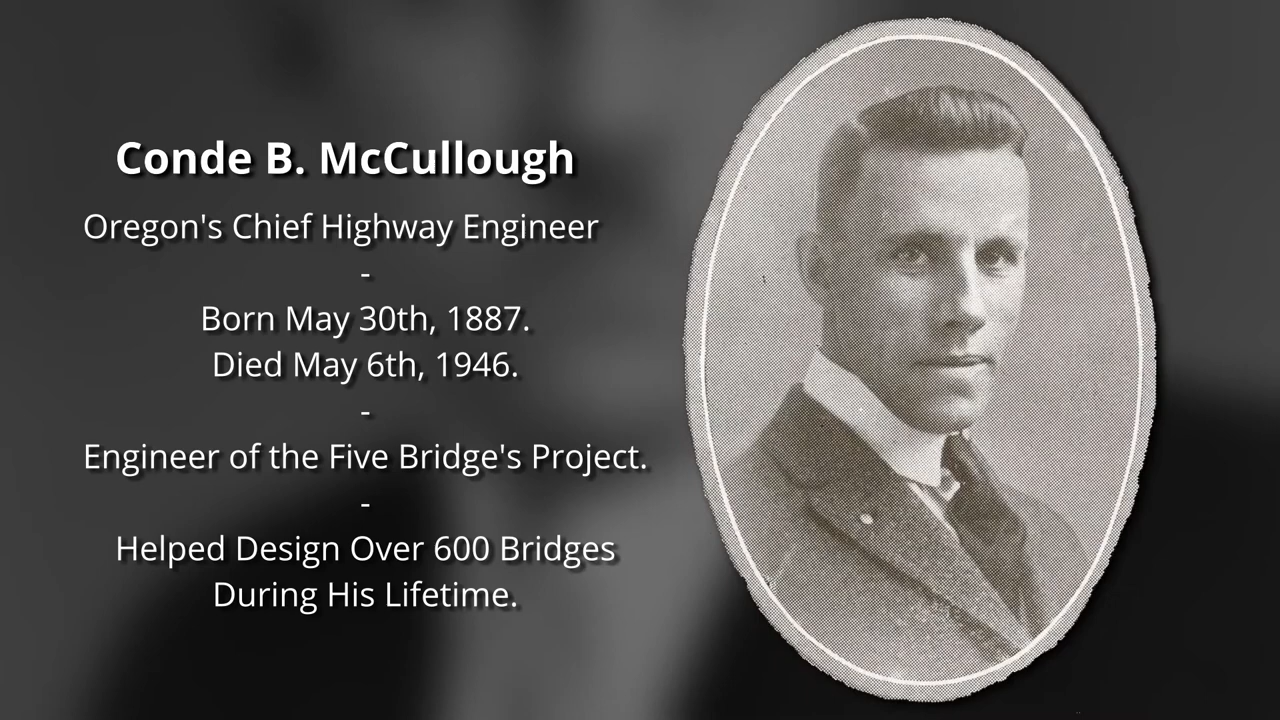 Conde B. McCullough
Oregon's Chief Highway Engineer
-
Born May 30th, 1887.
Died May 6th, 1946.
-
Engineer of the Five Bridge's Project.
-
Helped Design Over 600 Bridges
During His Lifetime.